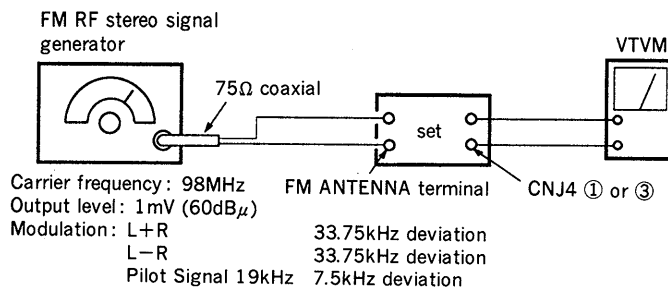 FM RF stereo signal
generator
VTVM
75Ω coaxial
set
Carrier frequency: 98MHz
FM ANTENNA terminal
CNJ4 ① or ③
Output level: 1mV (60dBμ)
Modulation: L+R 33.75kHz deviation
L−R 33.75kHz deviation
Pilot Signal 19kHz 7.5kHz deviation